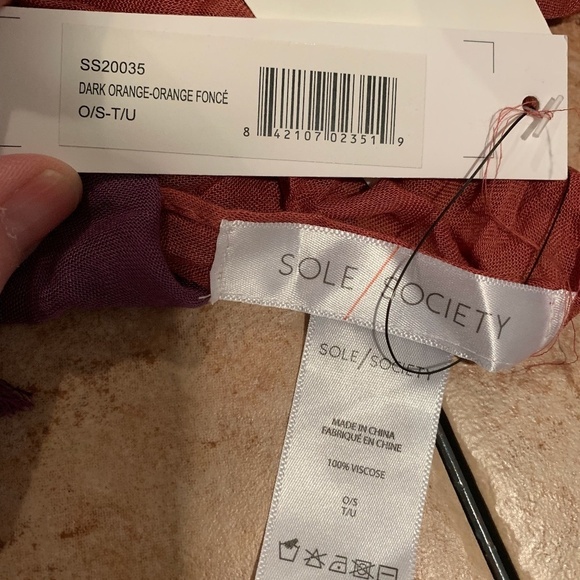 SS20035
DARK ORANGE-ORANGE FONCÉ
O/S-T/U
8 42107 02351 9
SOLE / SOCIETY
SOLE/SOCIETY
MADE IN CHINA
FABRIQUÉ EN CHINE
100% VISCOSE
O/S
T/U